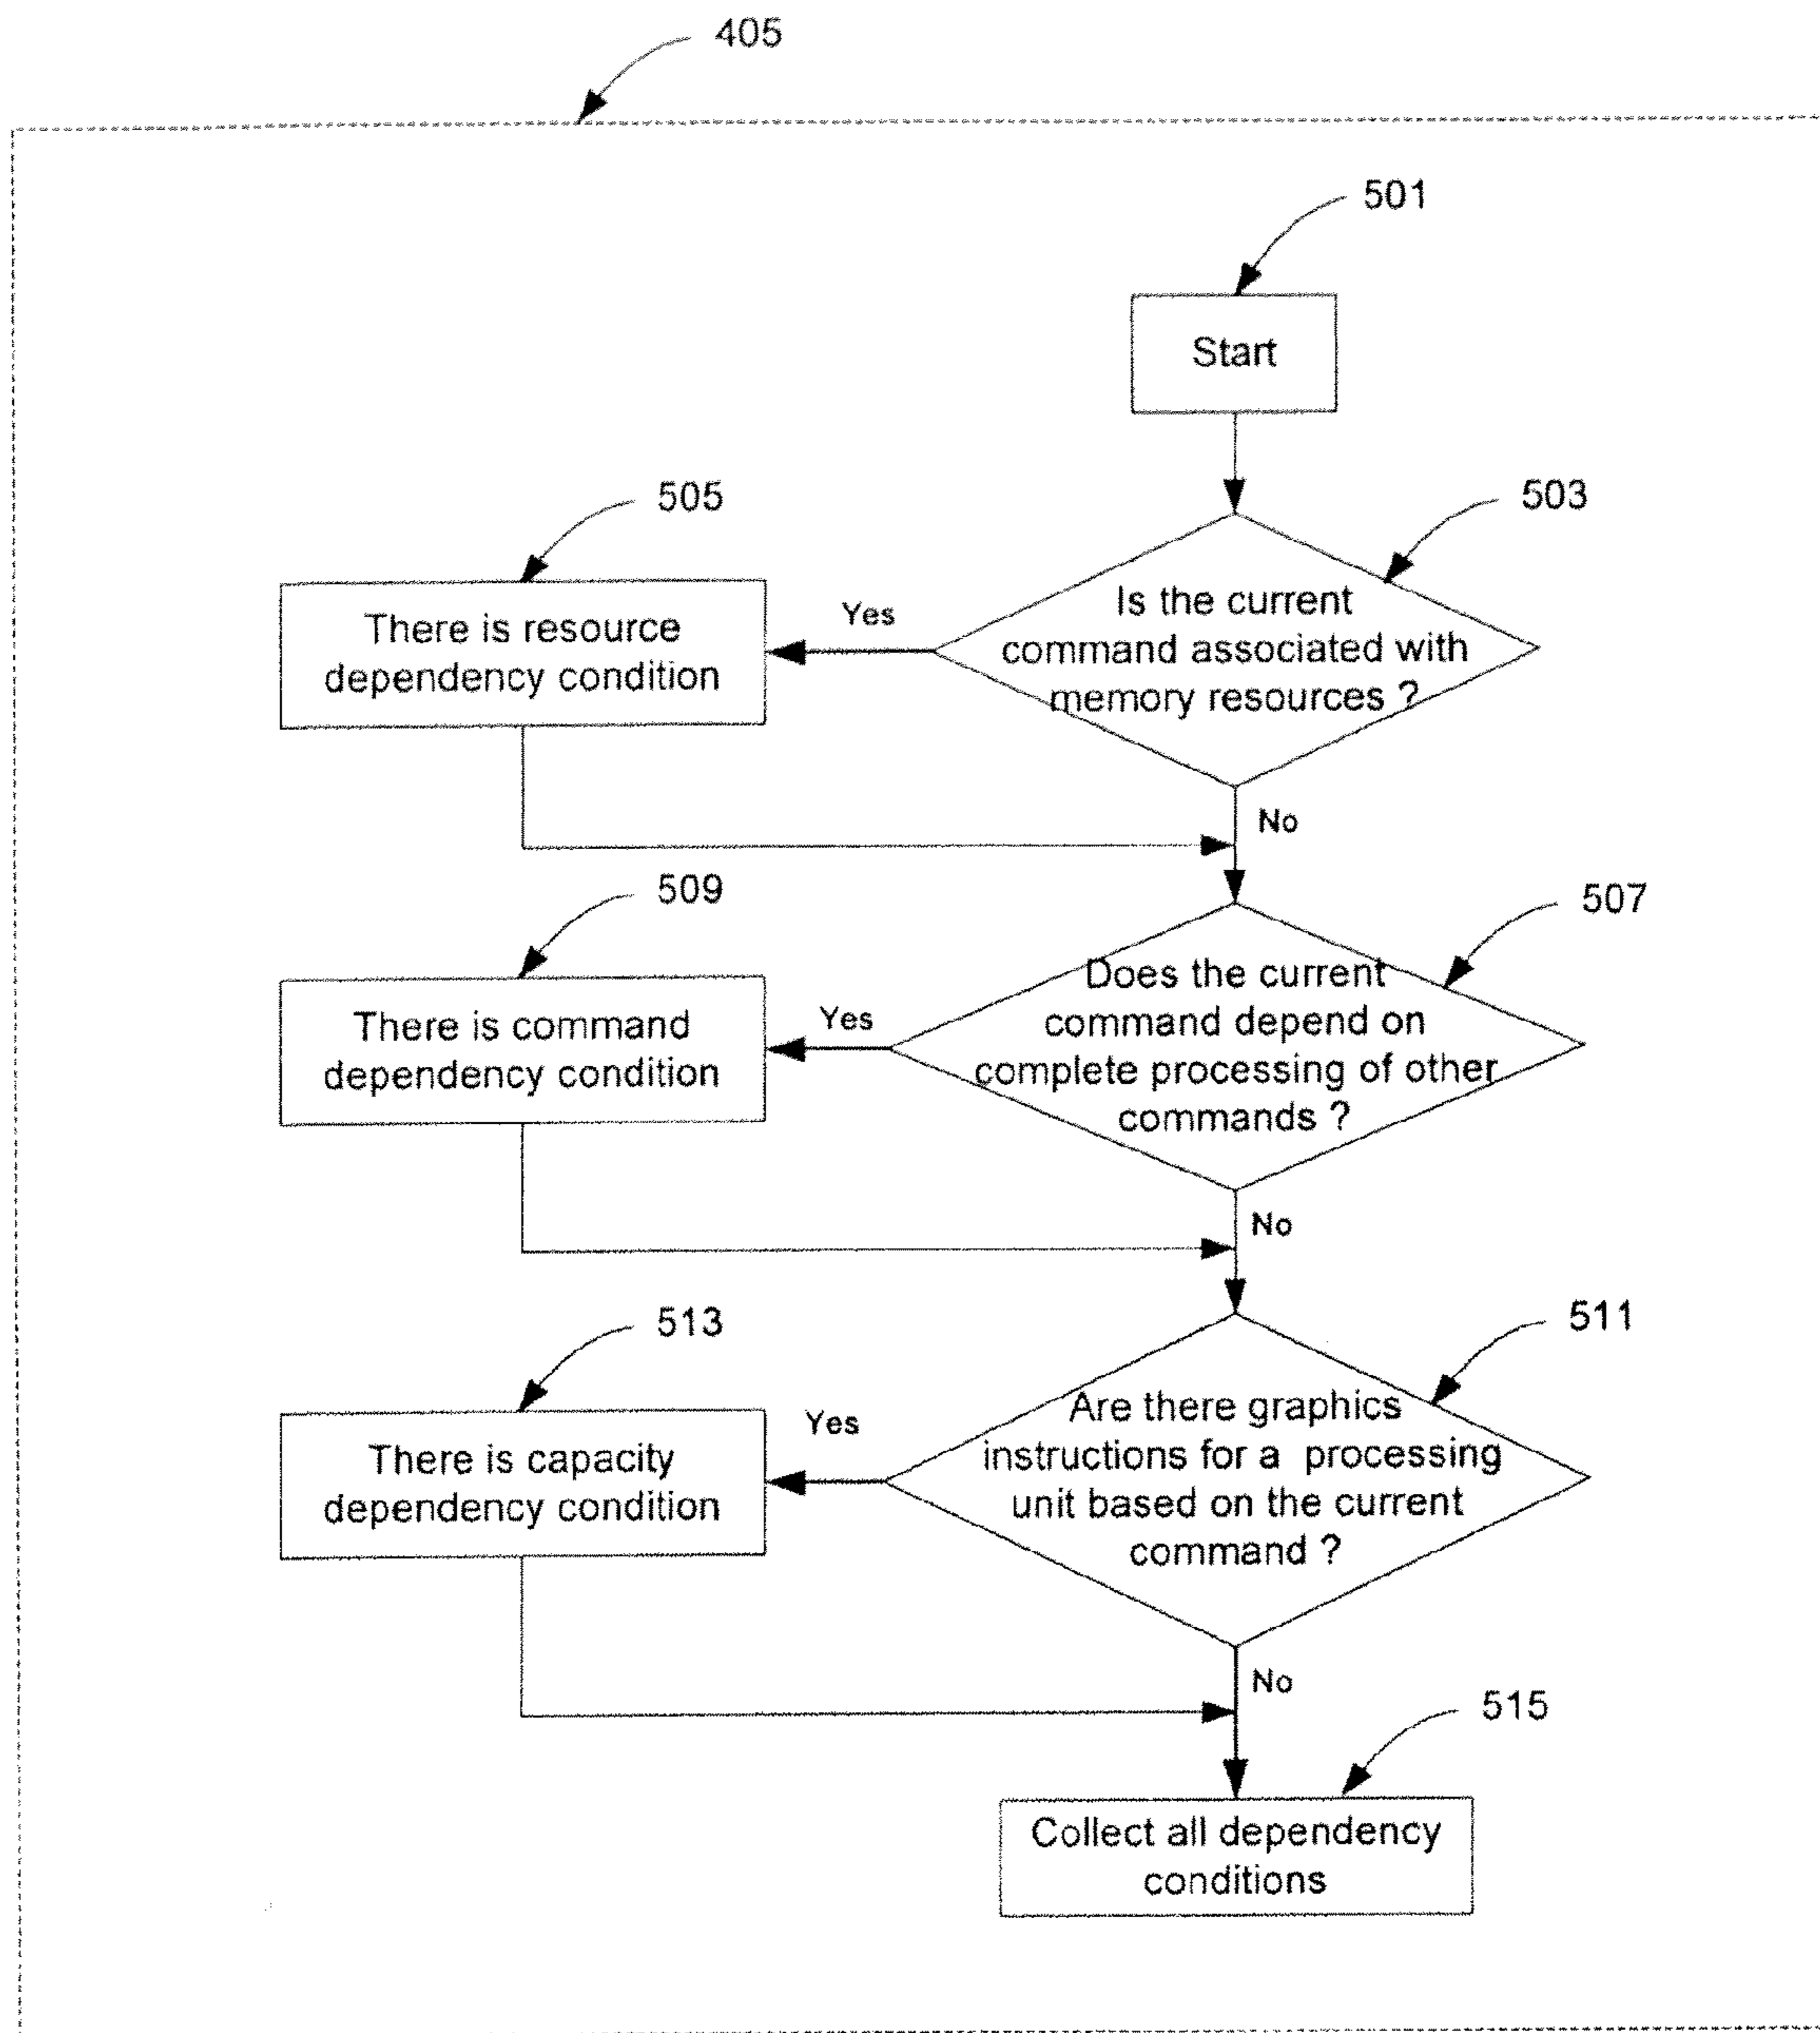 405
501
Start
505
503
There is resource
dependency condition
Yes
Is the current
command associated with
memory resources ?
No
509
507
There is command
dependency condition
Yes
Does the current
command depend on
complete processing of other
commands ?
No
513
511
There is capacity
dependency condition
Yes
Are there graphics
instructions for a processing
unit based on the current
command ?
No
515
Collect all dependency
conditions